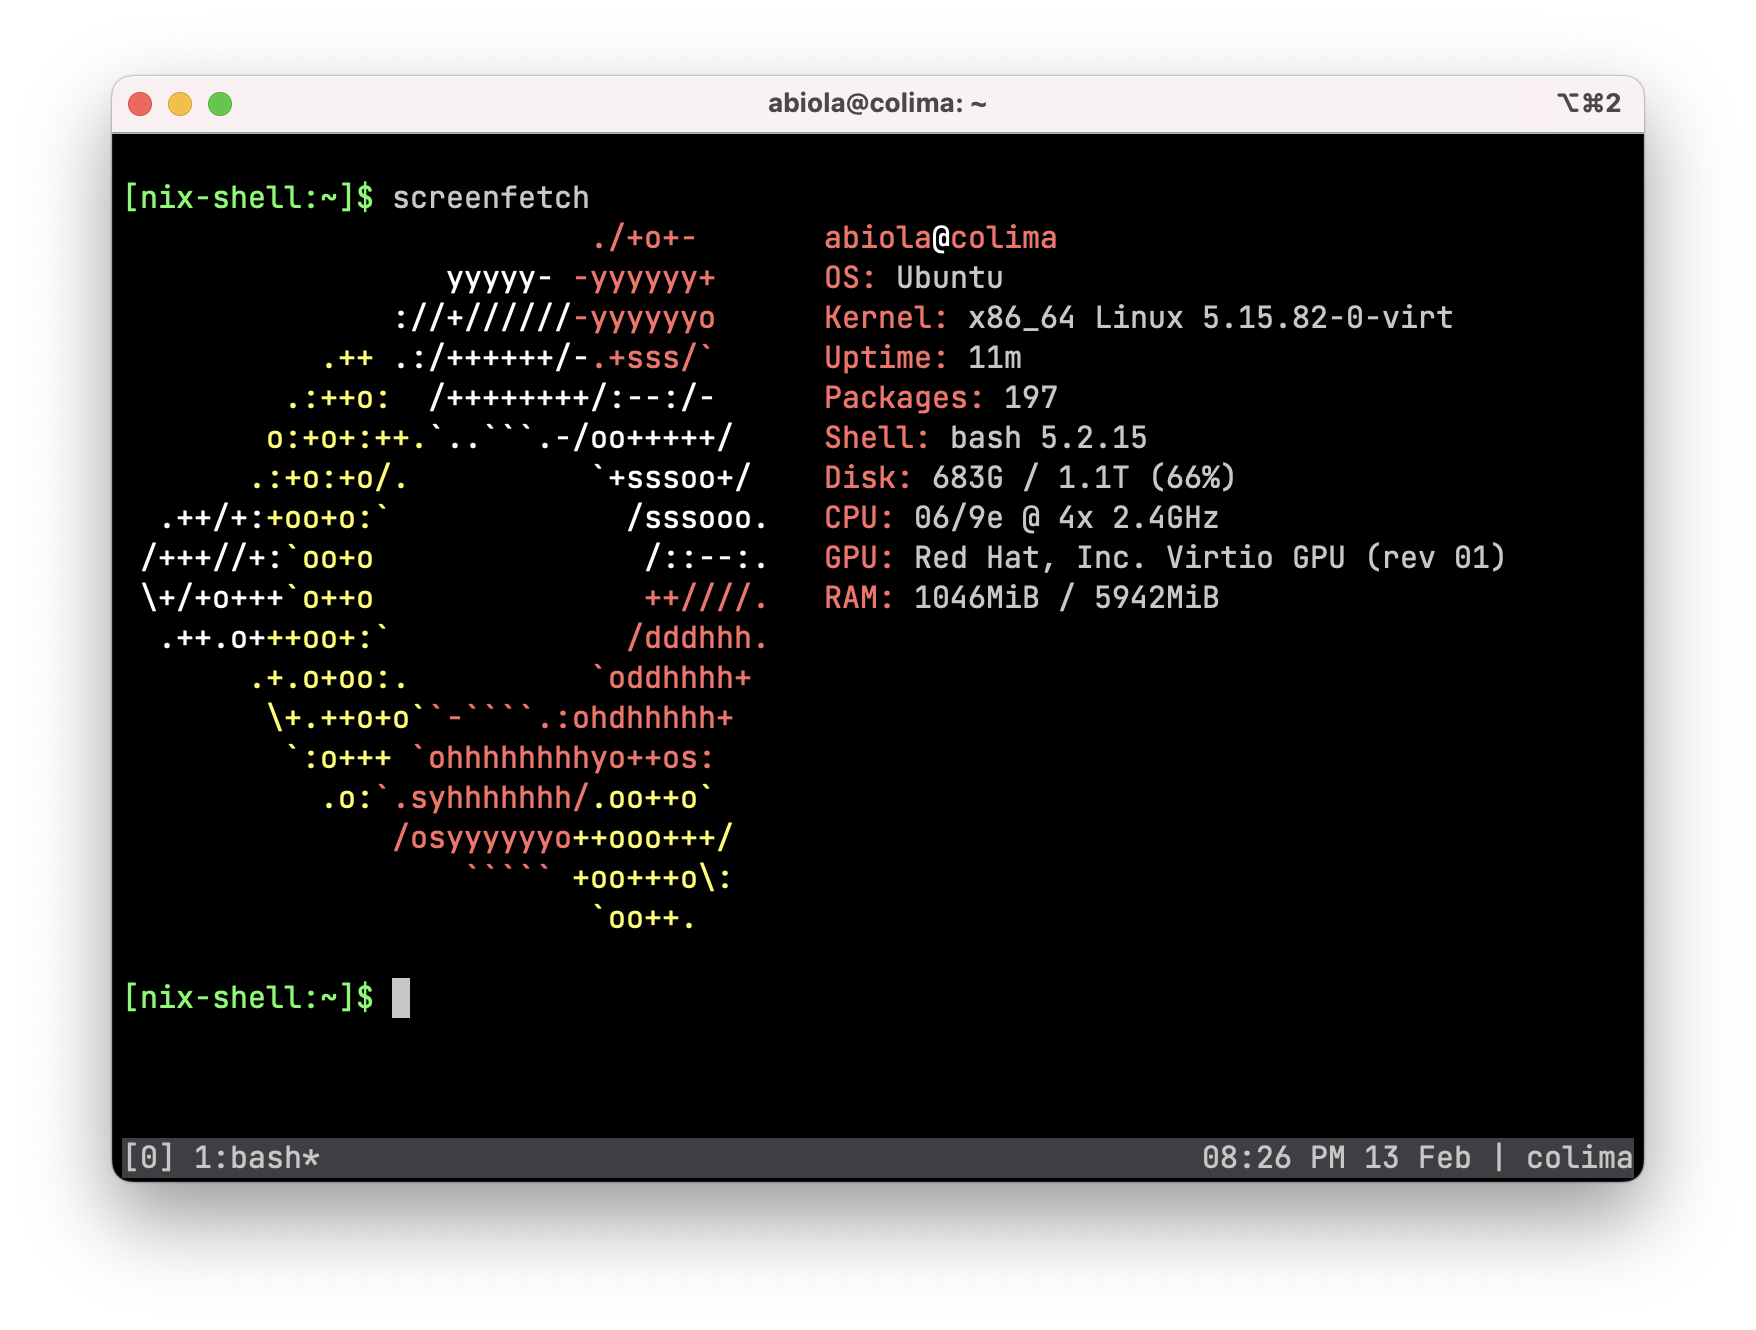 abiola@colima: ~ ⌥⌘2
[nix-shell:~]$ screenfetch
                          ./+o+-       abiola@colima
                  yyyyy- -yyyyyy+      OS: Ubuntu
               ://+//////-yyyyyyo      Kernel: x86_64 Linux 5.15.82-0-virt
           .++ .:/++++++/-.+sss/`      Uptime: 11m
         .:++o:  /++++++++/:--:/-      Packages: 197
        o:+o+:++.`..```.-/oo+++++/     Shell: bash 5.2.15
       .:+o:+o/.          `+sssoo+/    Disk: 683G / 1.1T (66%)
  .++/+:+oo+o:`             /sssooo.   CPU: 06/9e @ 4x 2.4GHz
 /+++//+:`oo+o               /::--:.   GPU: Red Hat, Inc. Virtio GPU (rev 01)
 \+/+o+++`o++o               ++////.   RAM: 1046MiB / 5942MiB
  .++.o+++oo+:`             /dddhhh.
       .+.o+oo:.          `oddhhhh+
        \+.++o+o``-````.:ohdhhhhh+
         `:o+++ `ohhhhhhhhyo++os:
           .o:`.syhhhhhhh/.oo++o`
               /osyyyyyyo++ooo+++/
                   ````` +oo+++o\:
                          `oo++.
[nix-shell:~]$
[0] 1:bash* 08:26 PM 13 Feb | colima